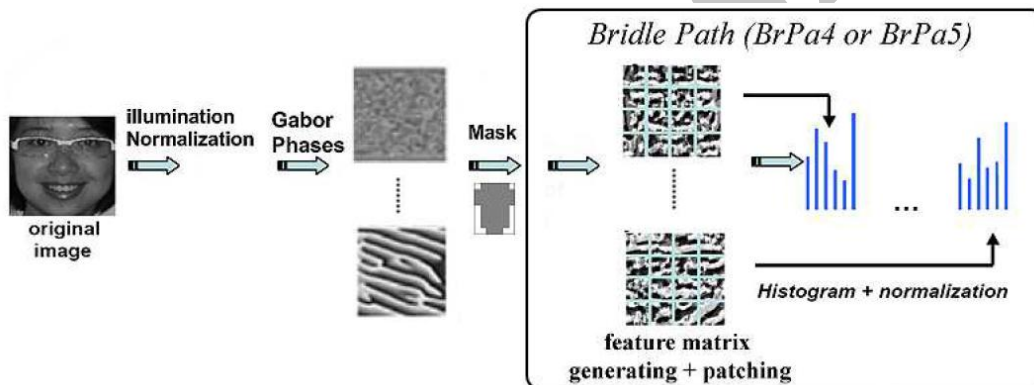 Bridle Path (BrPa4 or BrPa5)
illumination
Normalization
Gabor
Phases
Mask
original
image
...
Histogram + normalization
feature matrix
generating + patching